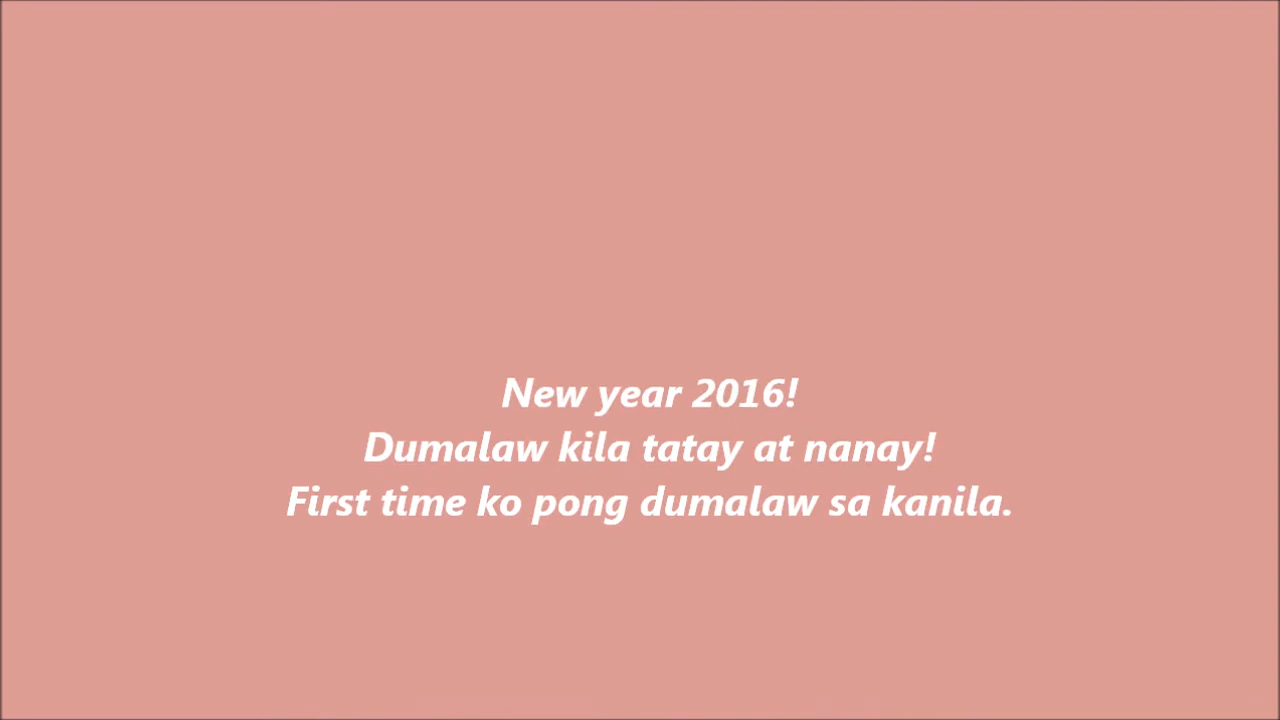 New year 2016!
Dumalaw kila tatay at nanay!
First time ko pong dumalaw sa kanila.